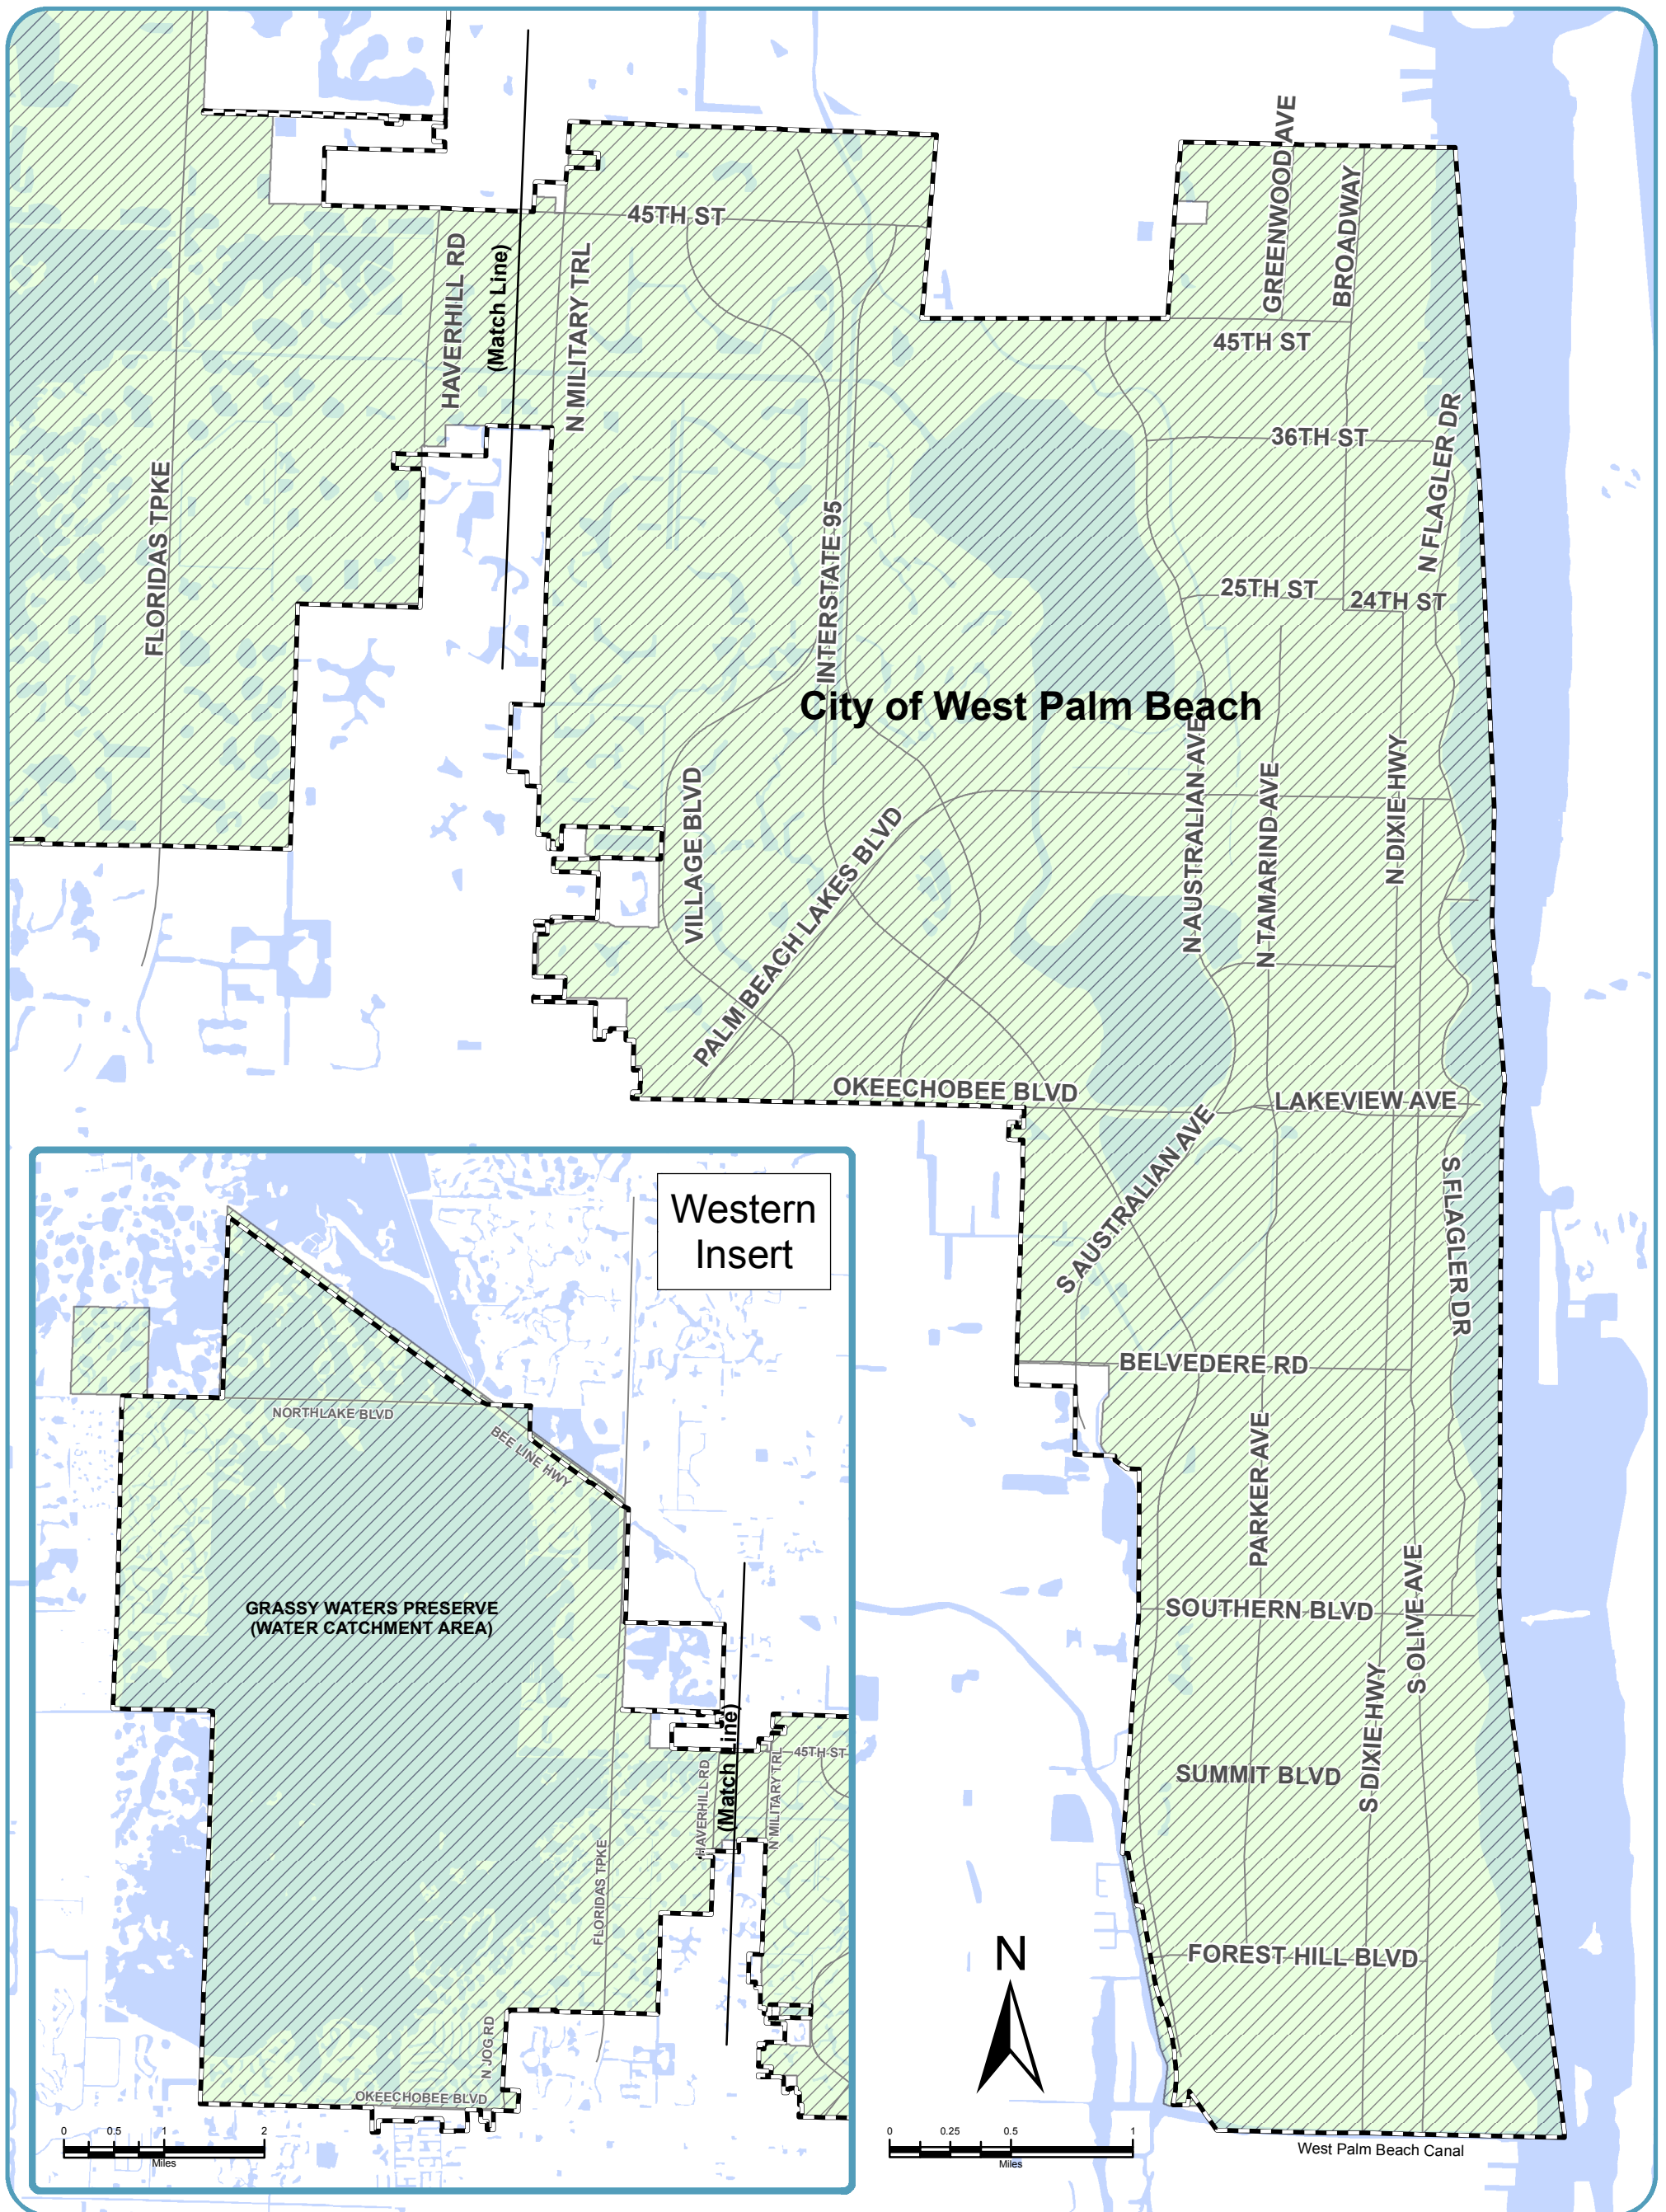 GREENWOOD AVE
BROADWAY
45TH ST
HAVERHILL RD
(Match Line)
N MILITARY TRL
45TH ST
36TH ST
N FLAGLER DR
FLORIDAS TPKE
INTERSTATE 95
25TH ST
24TH ST
City of West Palm Beach
N AUSTRALIAN AVE
N TAMARIND AVE
N DIXIE HWY
VILLAGE BLVD
PALM BEACH LAKES BLVD
OKEECHOBEE BLVD
LAKEVIEW AVE
S AUSTRALIAN AVE
S FLAGLER DR
BELVEDERE RD
PARKER AVE
SOUTHERN BLVD
S OLIVE AVE
S DIXIE HWY
SUMMIT BLVD
FOREST HILL BLVD
West Palm Beach Canal
N
0 0.25 0.5 1
Miles
Western
Insert
NORTHLAKE BLVD
BEE LINE HWY
GRASSY WATERS PRESERVE
(WATER CATCHMENT AREA)
(Match Line)
45TH ST
HAVERHILL RD
N MILITARY TRL
FLORIDAS TPKE
N JOG RD
OKEECHOBEE BLVD
0 0.5 1 2
Miles